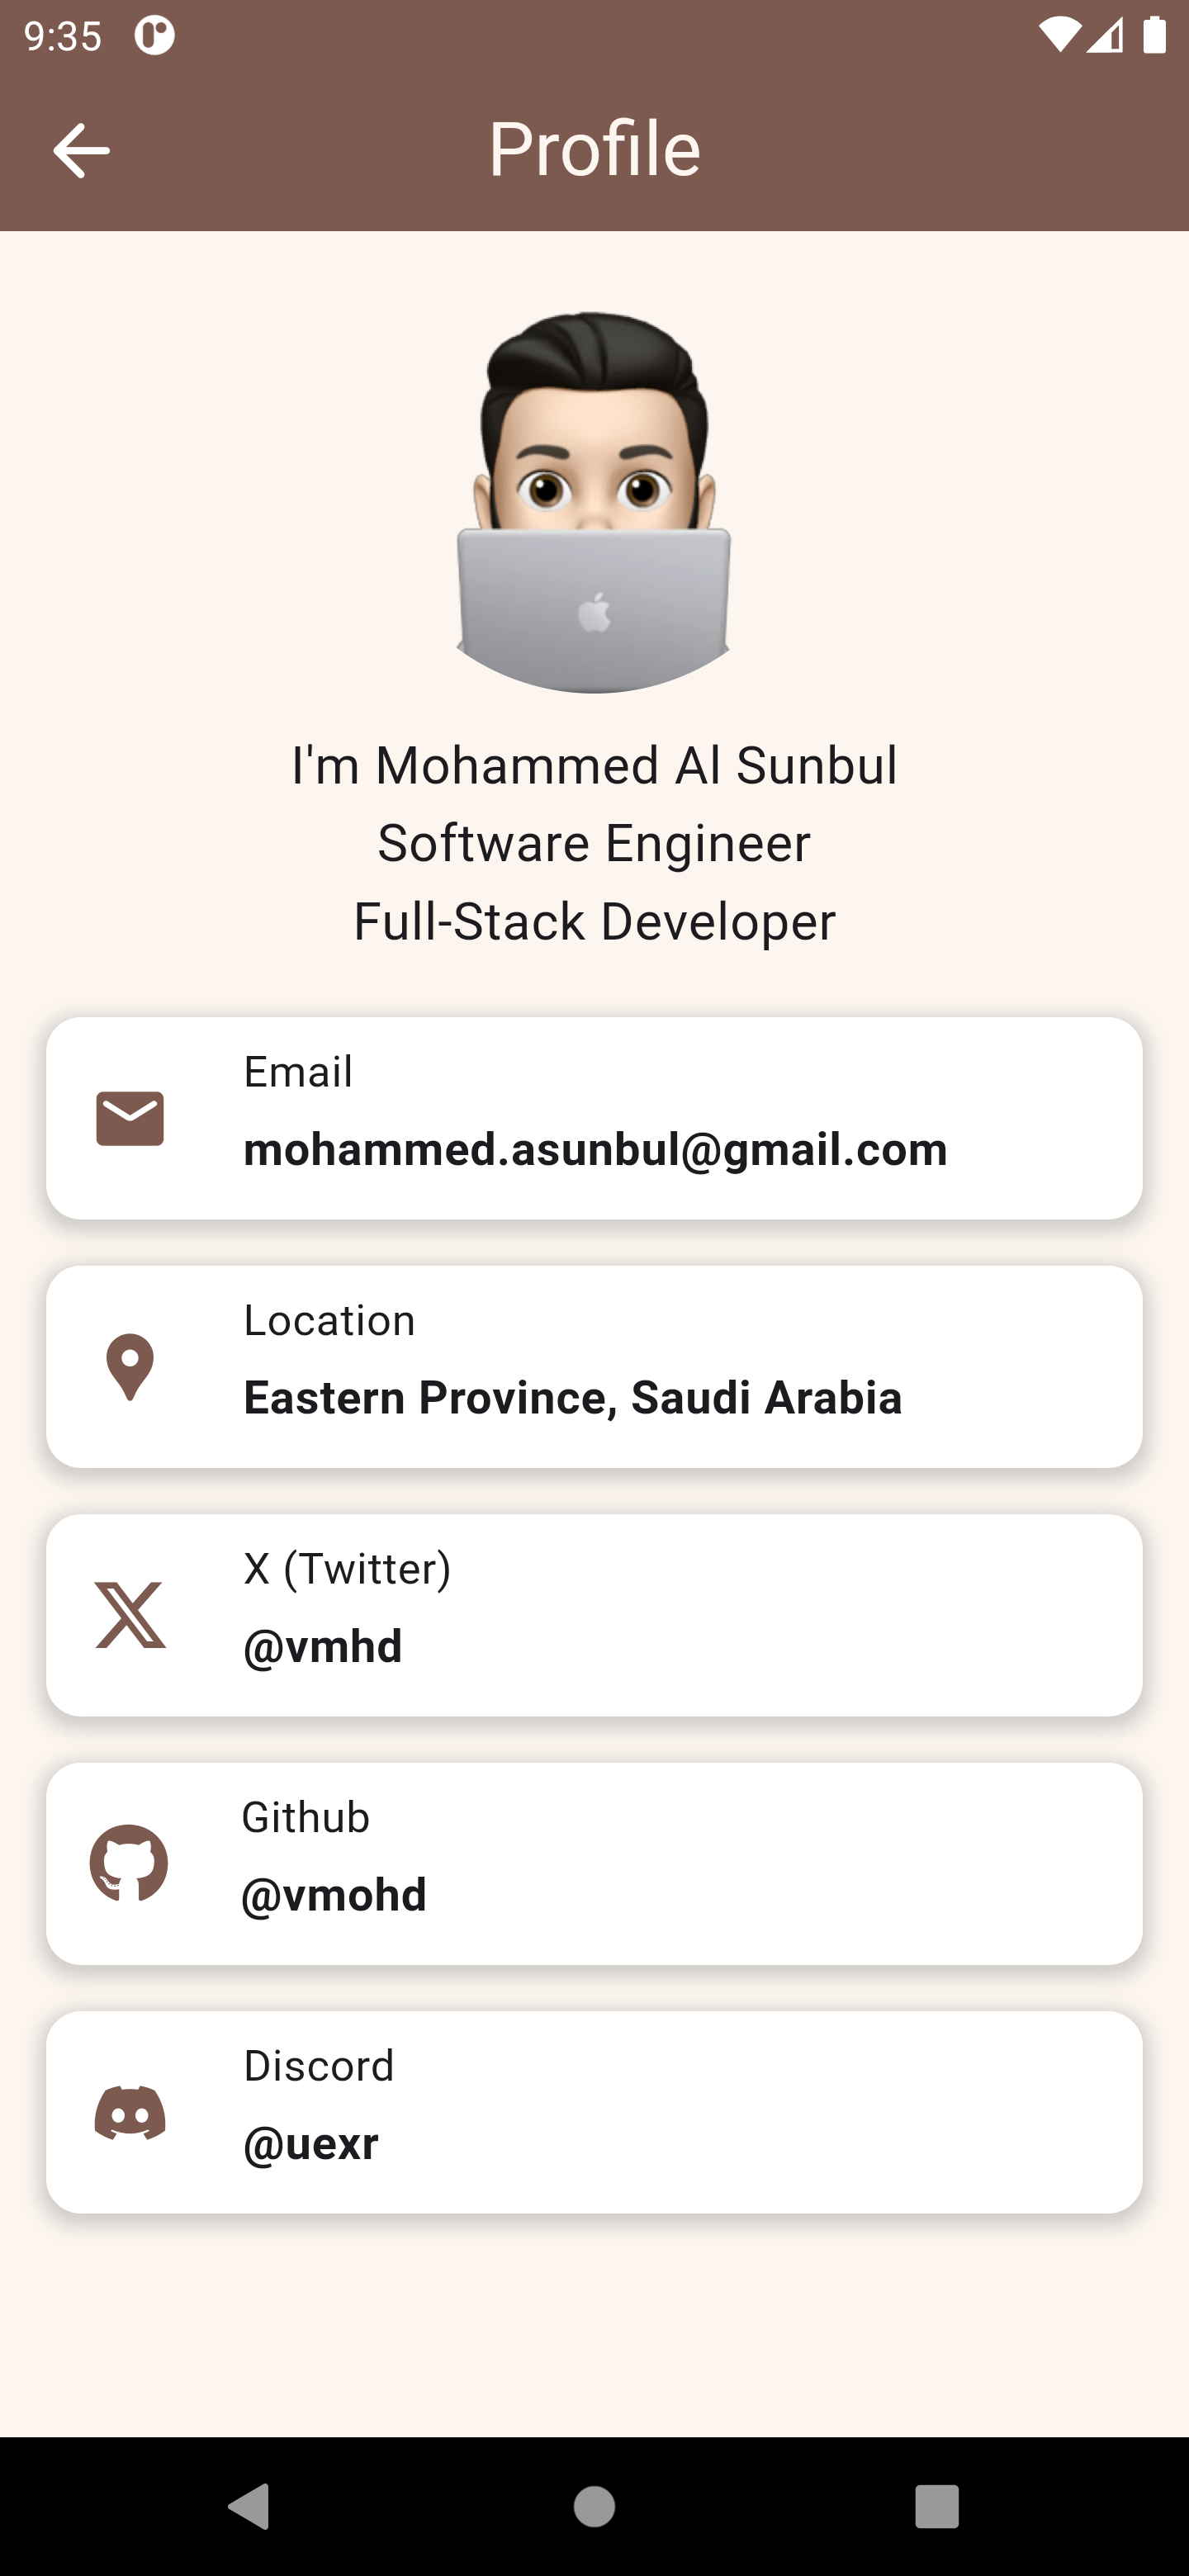 9:35
Profile
I'm Mohammed Al Sunbul
Software Engineer
Full-Stack Developer
Email
mohammed.asunbul@gmail.com
Location
Eastern Province, Saudi Arabia
X (Twitter)
@vmhd
Github
@vmohd
Discord
@uexr